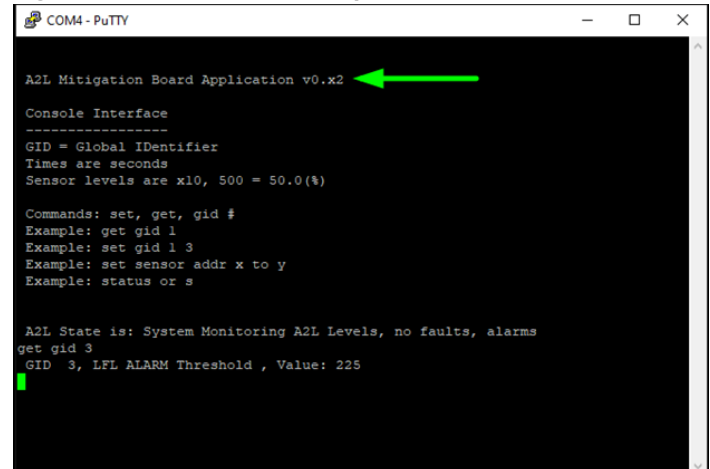 COM4 - PuTTY
A2L Mitigation Board Application v0.x2
Console Interface
-----------------
GID = Global IDentifier
Times are seconds
Sensor levels are x10, 500 = 50.0(%)
Commands: set, get, gid #
Example: get gid 1
Example: set gid 1 3
Example: set sensor addr x to y
Example: status or s
A2L State is: System Monitoring A2L Levels, no faults, alarms
get gid 3
GID  3, LFL ALARM Threshold , Value: 225